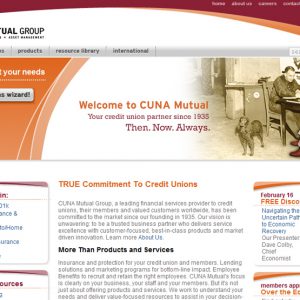 home about us careers contact
TUAL GROUP
ASSET MANAGEMENT
ns products resource library international
t your needs
ns wizard!
Welcome to CUNA Mutual
Your credit union partner since 1935
Then. Now. Always.
TRUE Commitment To Credit Unions
CUNA Mutual Group, a leading financial services provider to credit
unions, their members and valued customers worldwide, has been
committed to the market since our founding in 1935. Our vision is
unwavering: to be a trusted business partner who delivers service
excellence with customer-focused, best-in-class products and market
driven innovation. Learn more About Us.
More Than Products and Services
Insurance and protection for your credit union and members. Lending
solutions and marketing programs for bottom-line impact. Employee
Benefits to recruit and retain the right employees. CUNA Mutual's focus
is clearly on your business, your staff and your members. But it's not
just about offering products and services. We work to understand your
needs and deliver value-focused resources to assist in your decision
in:
01k
ance &
to/Home
surance
ources
February 16
FREE Disco
Navigating the
Uncertain Path
to Economic
Recovery
Our Presenter
Dave Colby,
Economist
members app
Over the